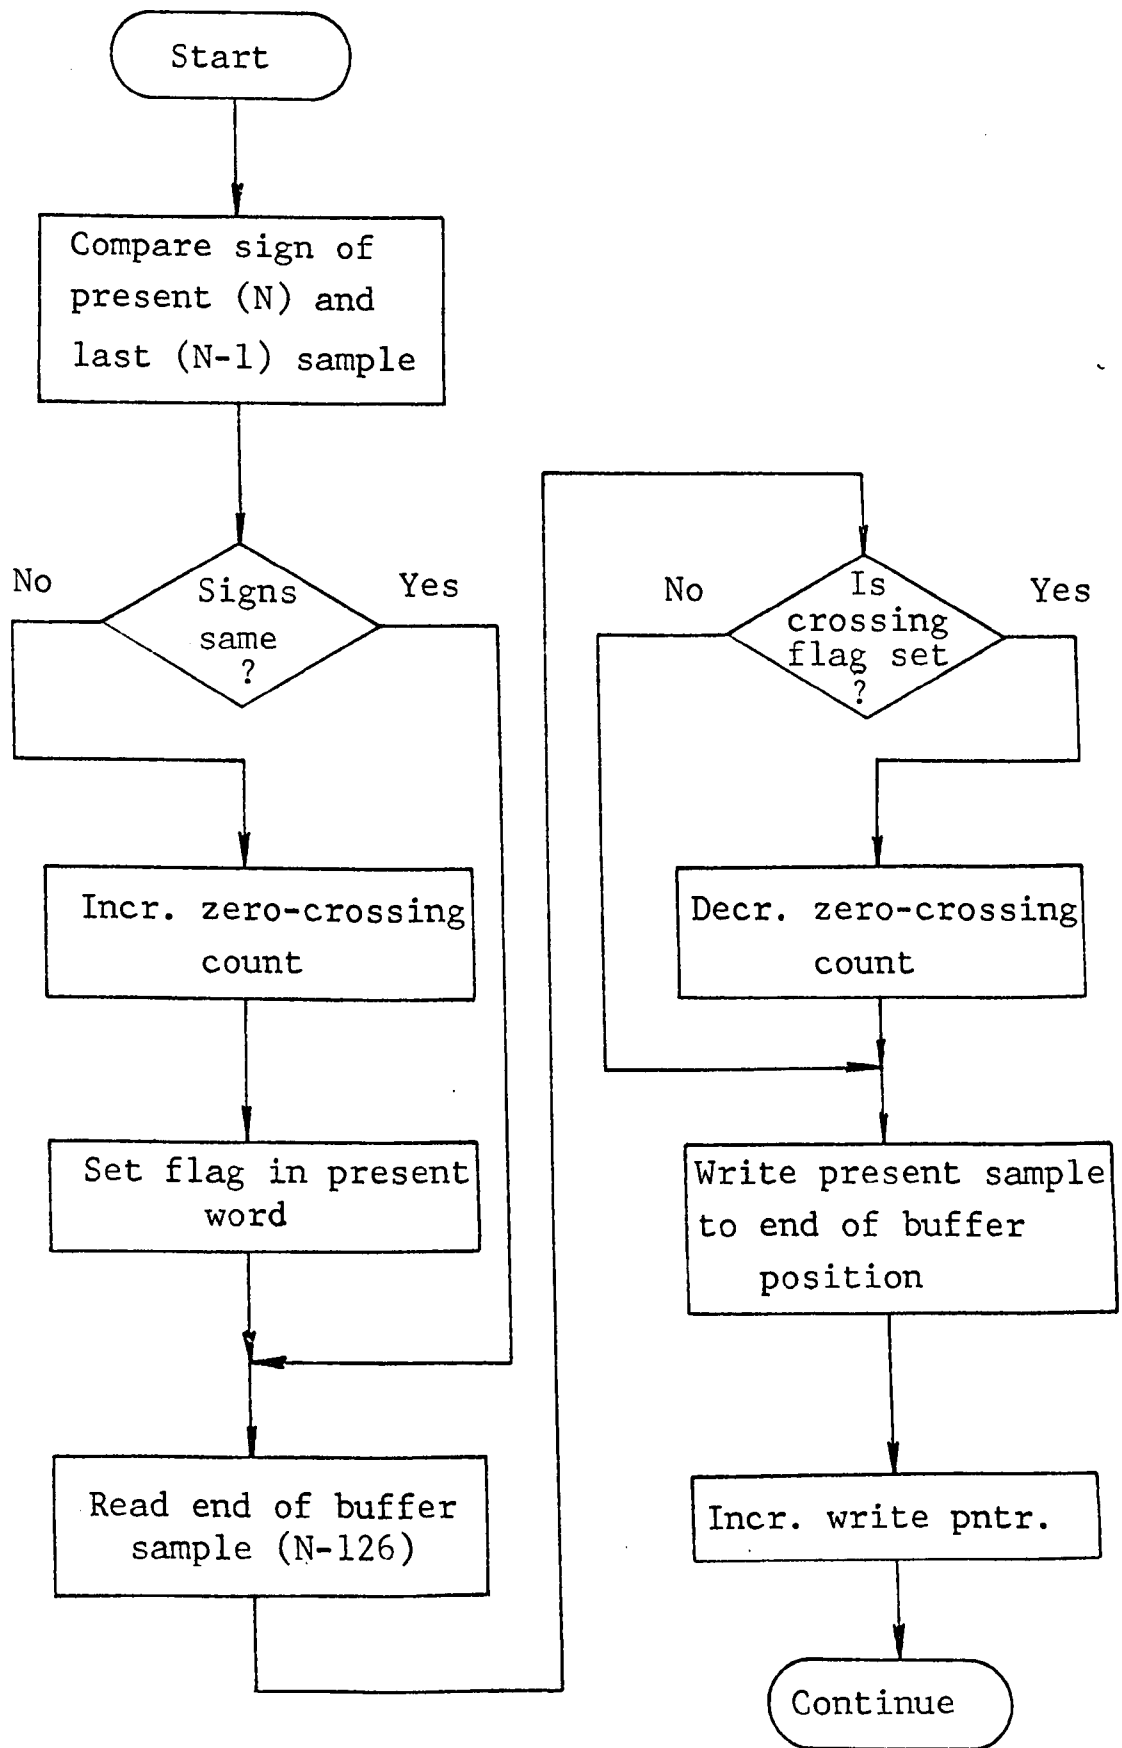 Start
Compare sign of
present (N) and
last (N-1) sample
No
Signs
same
?
Yes
Incr. zero-crossing
count
Set flag in present
word
Read end of buffer
sample (N-126)
No
Is
crossing
flag set
?
Yes
Decr. zero-crossing
count
Write present sample
to end of buffer
position
Incr. write pntr.
Continue